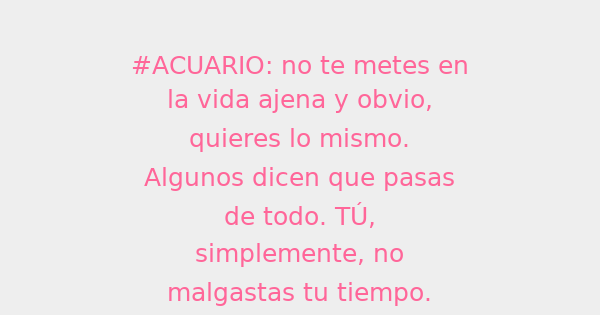 #ACUARIO: no te metes en
la vida ajena y obvio,
quieres lo mismo.
Algunos dicen que pasas
de todo. TÚ,
simplemente, no
malgastas tu tiempo.